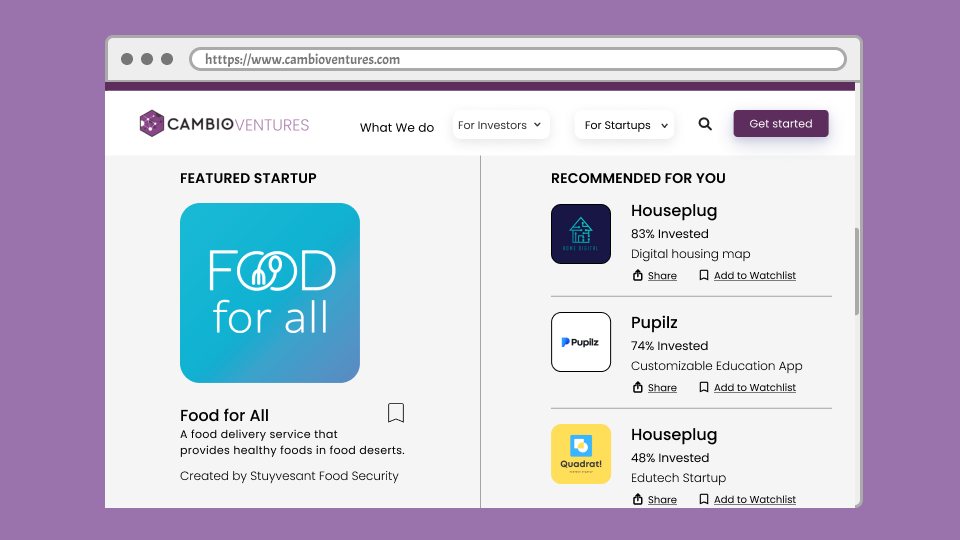 htttps://www.cambioventures.com
CAMBIOVENTURES
What We do
For Investors
For Startups
Get started
FEATURED STARTUP
FOOD
for all
Food for All
A food delivery service that
provides healthy foods in food deserts.
Created by Stuyvesant Food Security
RECOMMENDED FOR YOU
HOME DIGITAL
Houseplug
83% Invested
Digital housing map
Share
Add to Watchlist
Pupilz
Pupilz
74% Invested
Customizable Education App
Share
Add to Watchlist
Quadrat!
Houseplug
48% Invested
Edutech Startup
Share
Add to Watchlist